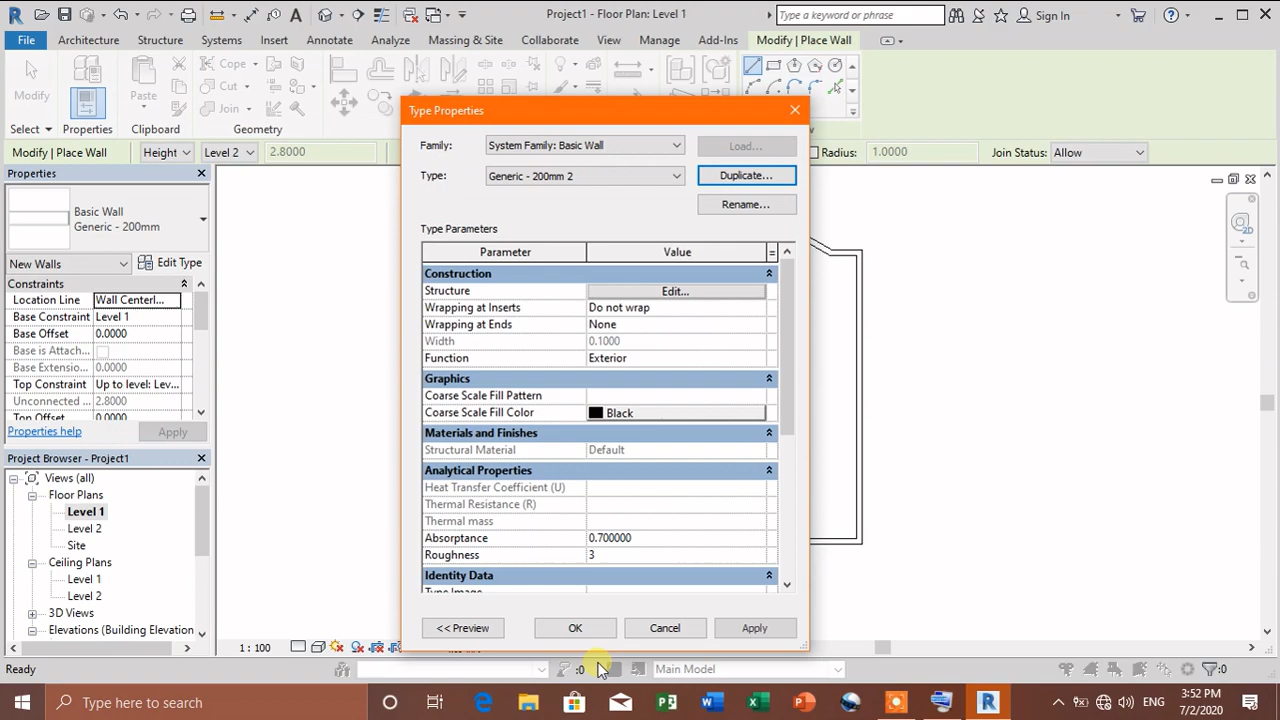 Project1 - Floor Plan: Level 1
Type a keyword or phrase
Sign In
File
Architecture
Structure
Systems
Insert
Annotate
Analyze
Massing & Site
Collaborate
View
Manage
Add-Ins
Modify | Place Wall
Modify
Paste
Cope
Cut
Join
Select
Properties
Clipboard
Geometry
Modify | Place Wall
Height
Level 2
2.8000
Radius:
1.0000
Join Status:
Allow
Type Properties
Family:
System Family: Basic Wall
Load...
Type:
Generic - 200mm 2
Duplicate...
Rename...
Type Parameters
Parameter
Value
=
Construction
Structure
Edit...
Wrapping at Inserts
Do not wrap
Wrapping at Ends
None
Width
0.1000
Function
Exterior
Graphics
Coarse Scale Fill Pattern
Coarse Scale Fill Color
Black
Materials and Finishes
Structural Material
Default
Analytical Properties
Heat Transfer Coefficient (U)
Thermal Resistance (R)
Thermal mass
Absorptance
0.700000
Roughness
3
Identity Data
Type Image
<< Preview
OK
Cancel
Apply
Properties
Basic Wall
Generic - 200mm
New Walls
Edit Type
Constraints
Location Line
Wall Centerl...
Base Constraint
Level 1
Base Offset
0.0000
Base is Attach...
Base Extensio...
0.0000
Top Constraint
Up to level: Lev...
Unconnected ...
2.8000
Top Offset
0.0000
Properties help
Apply
Project Browser - Project1
Views (all)
Floor Plans
Level 1
Level 2
Site
Ceiling Plans
Level 1
Level 2
3D Views
Elevations (Building Elevation)
1 : 100
Ready
:0
Main Model
:0
Type here to search
ENG
3:52 PM
7/2/2020